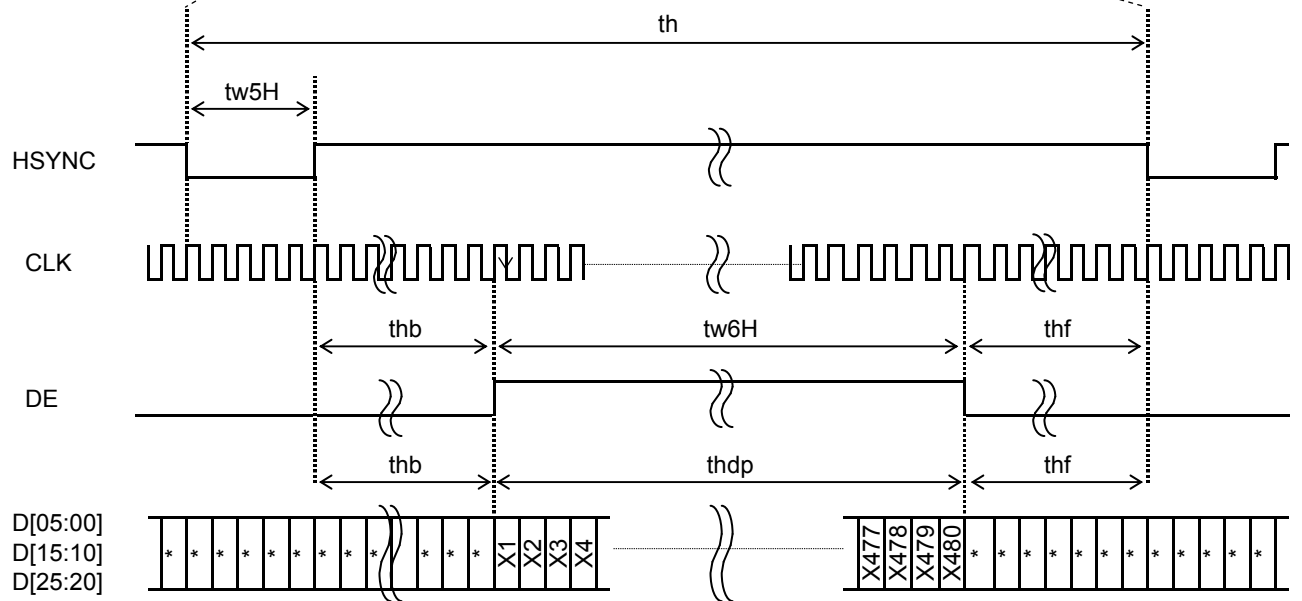 th
tw5H
HSYNC
CLK
thb tw6H thf
DE
thb thdp thf
D[05:00]
D[15:10]
D[25:20]
* * * * * * * * * * * * X1 X2 X3 X4 X477 X478 X479 X480 * * * * * * * * * * * *